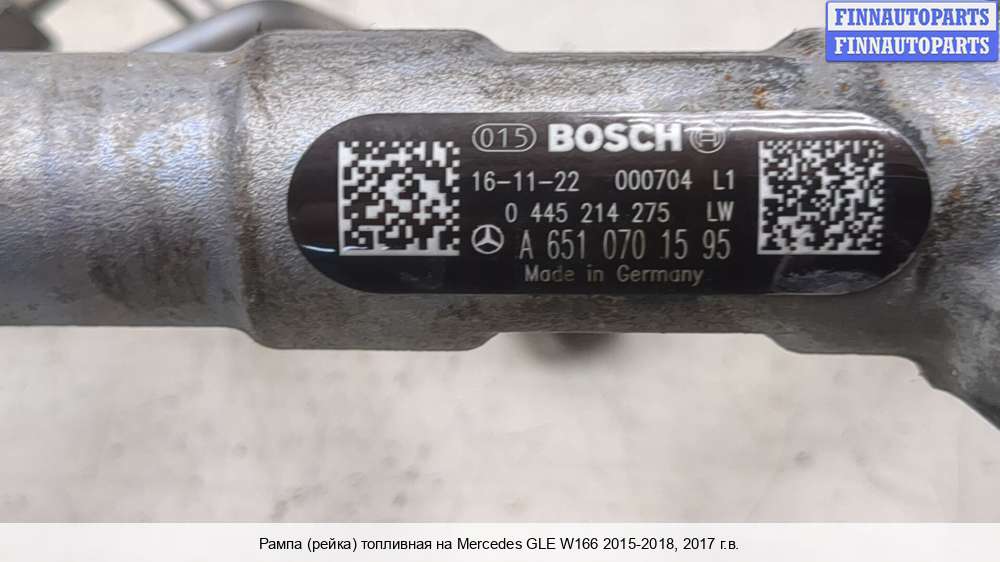 FINNAUTOPARTS
FINNAUTOPARTS
015 BOSCH
16-11-22 000704 L1
0 445 214 275 LW
A 651 070 15 95
Made in Germany
Рампа (рейка) топливная на Mercedes GLE W166 2015-2018, 2017 г.в.